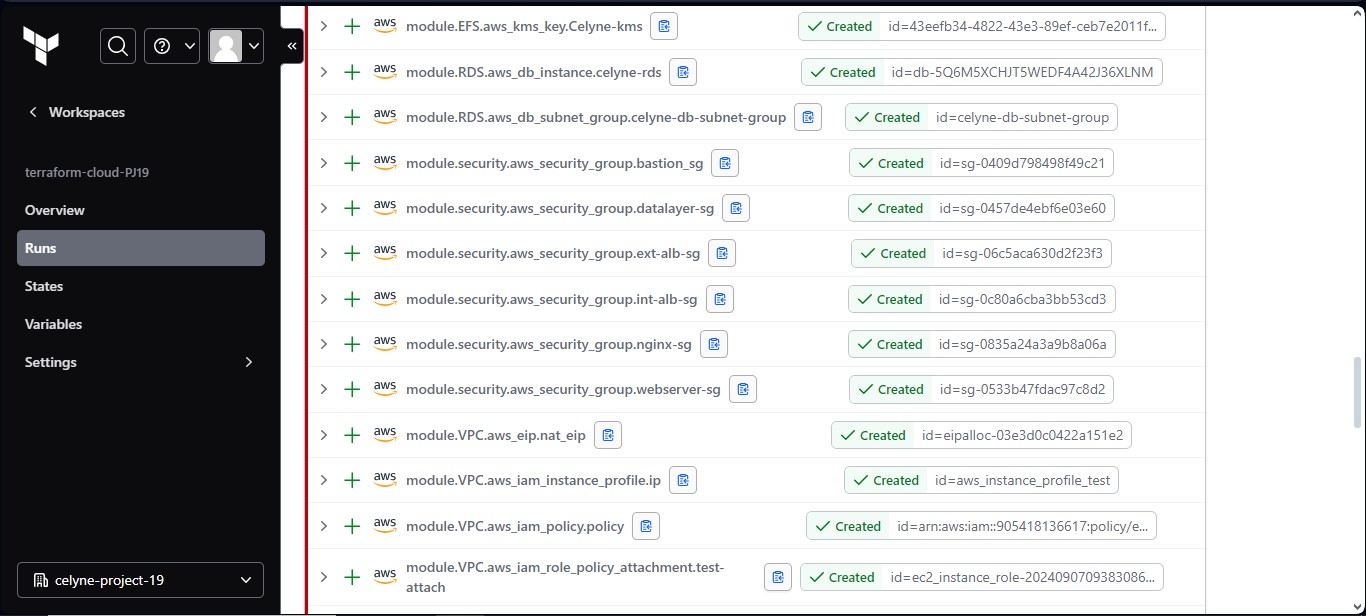 Workspaces
terraform-cloud-PJ19
Overview
Runs
States
Variables
Settings
celyne-project-19
aws module.EFS.aws_kms_key.Celyne-kms Created id=43eefb34-4822-43e3-89ef-ceb7e2011f...
aws module.RDS.aws_db_instance.celyne-rds Created id=db-5Q6M5XCHJT5WEDF4A42J36XLNM
aws module.RDS.aws_db_subnet_group.celyne-db-subnet-group Created id=celyne-db-subnet-group
aws module.security.aws_security_group.bastion_sg Created id=sg-0409d798498f49c21
aws module.security.aws_security_group.datalayer-sg Created id=sg-0457de4ebf6e03e60
aws module.security.aws_security_group.ext-alb-sg Created id=sg-06c5aca630d2f23f3
aws module.security.aws_security_group.int-alb-sg Created id=sg-0c80a6cba3bb53cd3
aws module.security.aws_security_group.nginx-sg Created id=sg-0835a24a3a9b8a06a
aws module.security.aws_security_group.webserver-sg Created id=sg-0533b47fdac97c8d2
aws module.VPC.aws_eip.nat_eip Created id=eipalloc-03e3d0c0422a151e2
aws module.VPC.aws_iam_instance_profile.ip Created id=aws_instance_profile_test
aws module.VPC.aws_iam_policy.policy Created id=arn:aws:iam::905418136617:policy/e...
aws module.VPC.aws_iam_role_policy_attachment.test-
attach Created id=ec2_instance_role-2024090709383086...